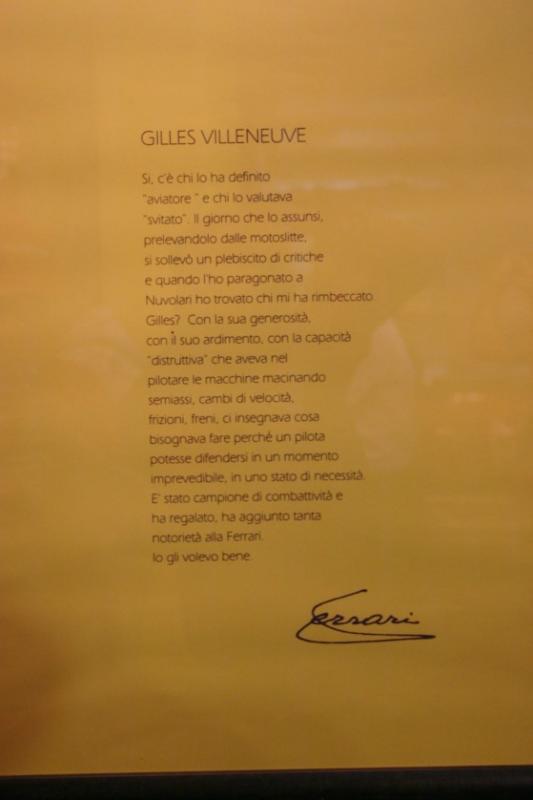 GILLES VILLENEUVE
Si, c'è chi lo ha definito
"aviatore " e chi lo valutava
"svitato". Il giorno che lo assunsi,
prelevandolo dalle motoslitte,
si sollevò un plebiscito di critiche
e quando l'ho paragonato a
Nuvolari ho trovato chi mi ha rimbeccato.
Gilles? Con la sua generosità,
con il suo ardimento, con la capacità
"distruttiva" che aveva nel
pilotare le macchine macinando
semiassi, cambi di velocità,
frizioni, freni, ci insegnava cosa
bisognava fare perché un pilota
potesse difendersi in un momento
imprevedibile, in uno stato di necessità.
E' stato campione di combattività e
ha regalato, ha aggiunto tanta
notorietà alla Ferrari.
Io gli volevo bene.
Ferrari